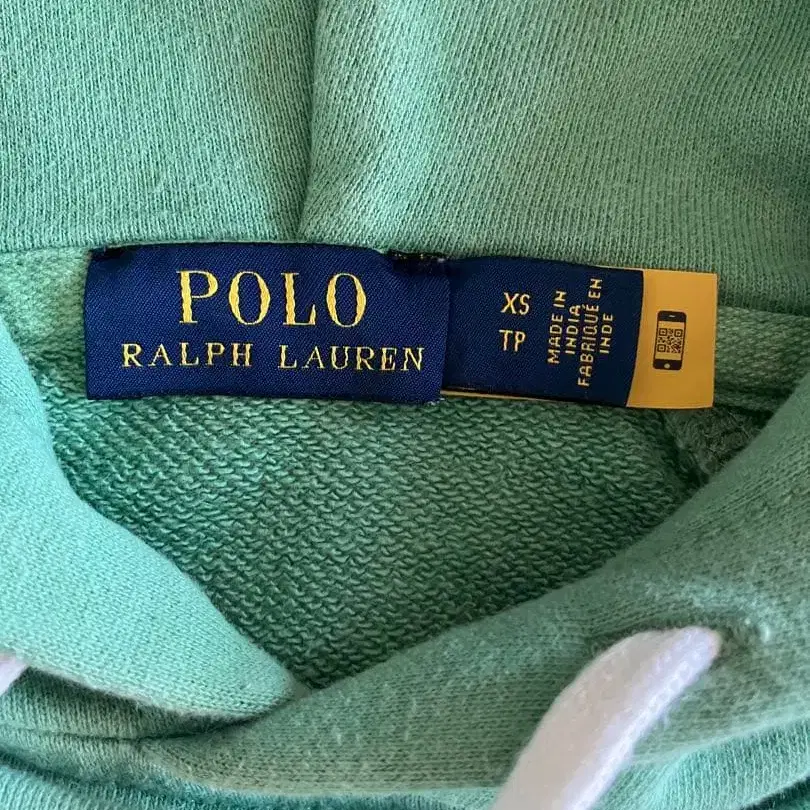 POLO
RALPH LAUREN
XS
TP
MADE IN
INDIA
FABRIQUÉ EN
INDE